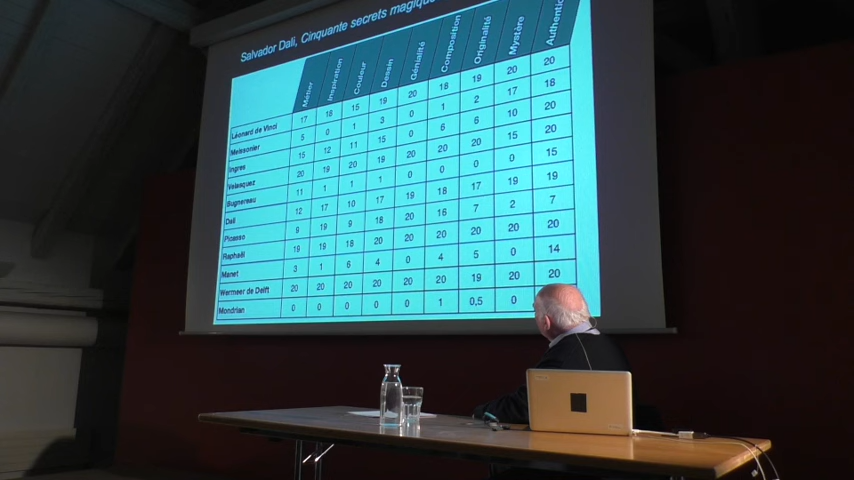 Salvador Dali, Cinquante secrets magique
Métier Inspiration Couleur Dessin Génialité Composition Originalité Mystère Authentic
Léonard de Vinci 17 18 15 19 20 18 19 20 20
Meissonier 5 0 1 3 0 1 2 17 18
Ingres 15 12 11 15 0 6 6 10 20
Velasquez 20 19 20 19 20 20 20 15 20
Bugnereau 11 1 1 1 0 0 0 0 15
Dali 12 17 10 17 19 18 17 19 19
Picasso 9 19 9 18 20 16 7 2 7
Raphaël 19 19 18 20 20 20 20 20 20
Manet 3 1 6 4 0 4 5 0 14
Wermeer de Delft 20 20 20 20 20 20 19 20 20
Mondrian 0 0 0 0 0 1 0,5 0